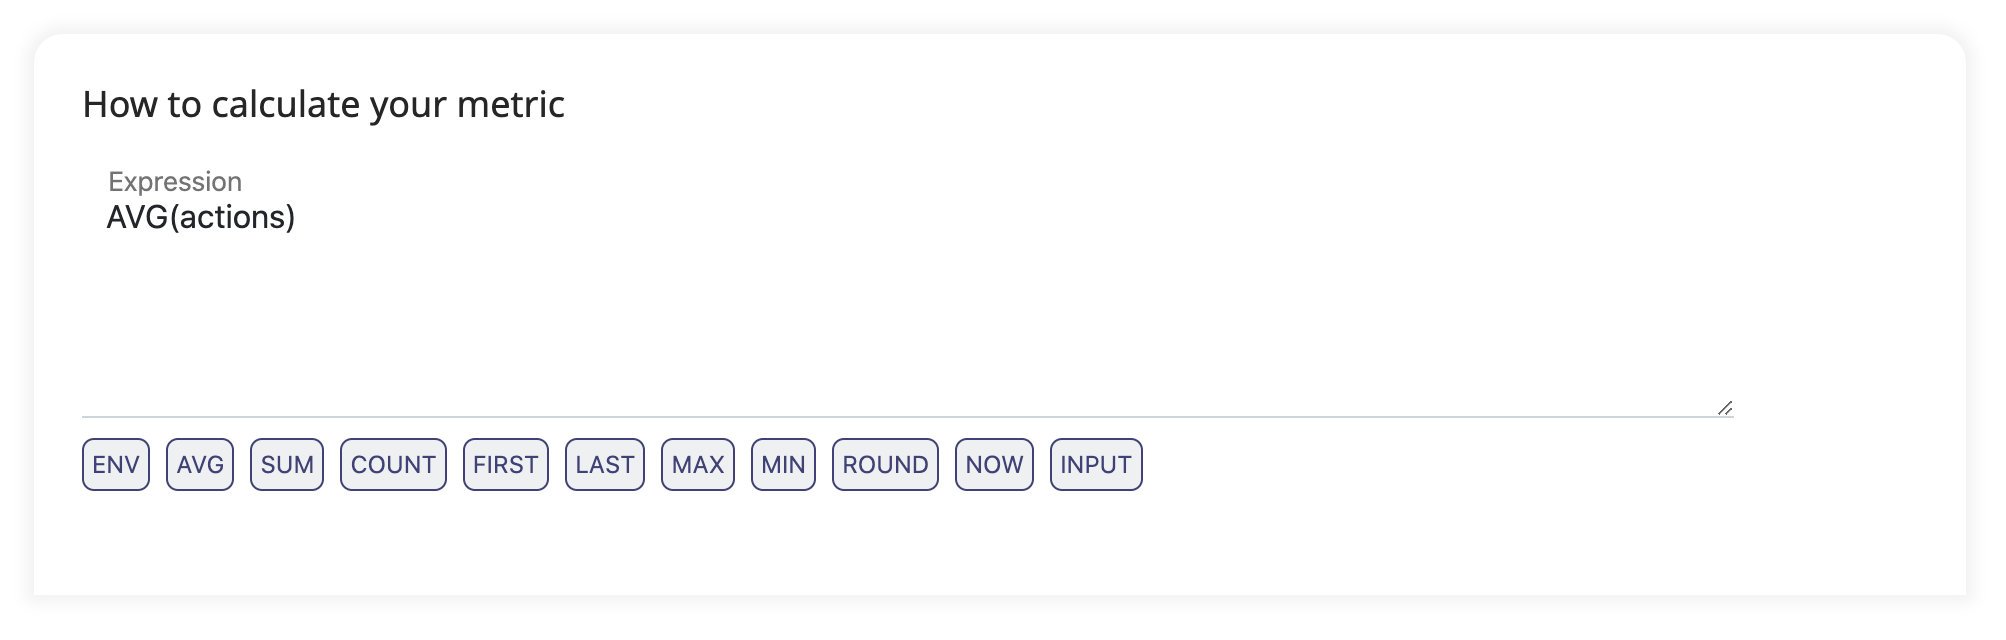 How to calculate your metric
Expression
AVG(actions)
ENV AVG SUM COUNT FIRST LAST MAX MIN ROUND NOW INPUT